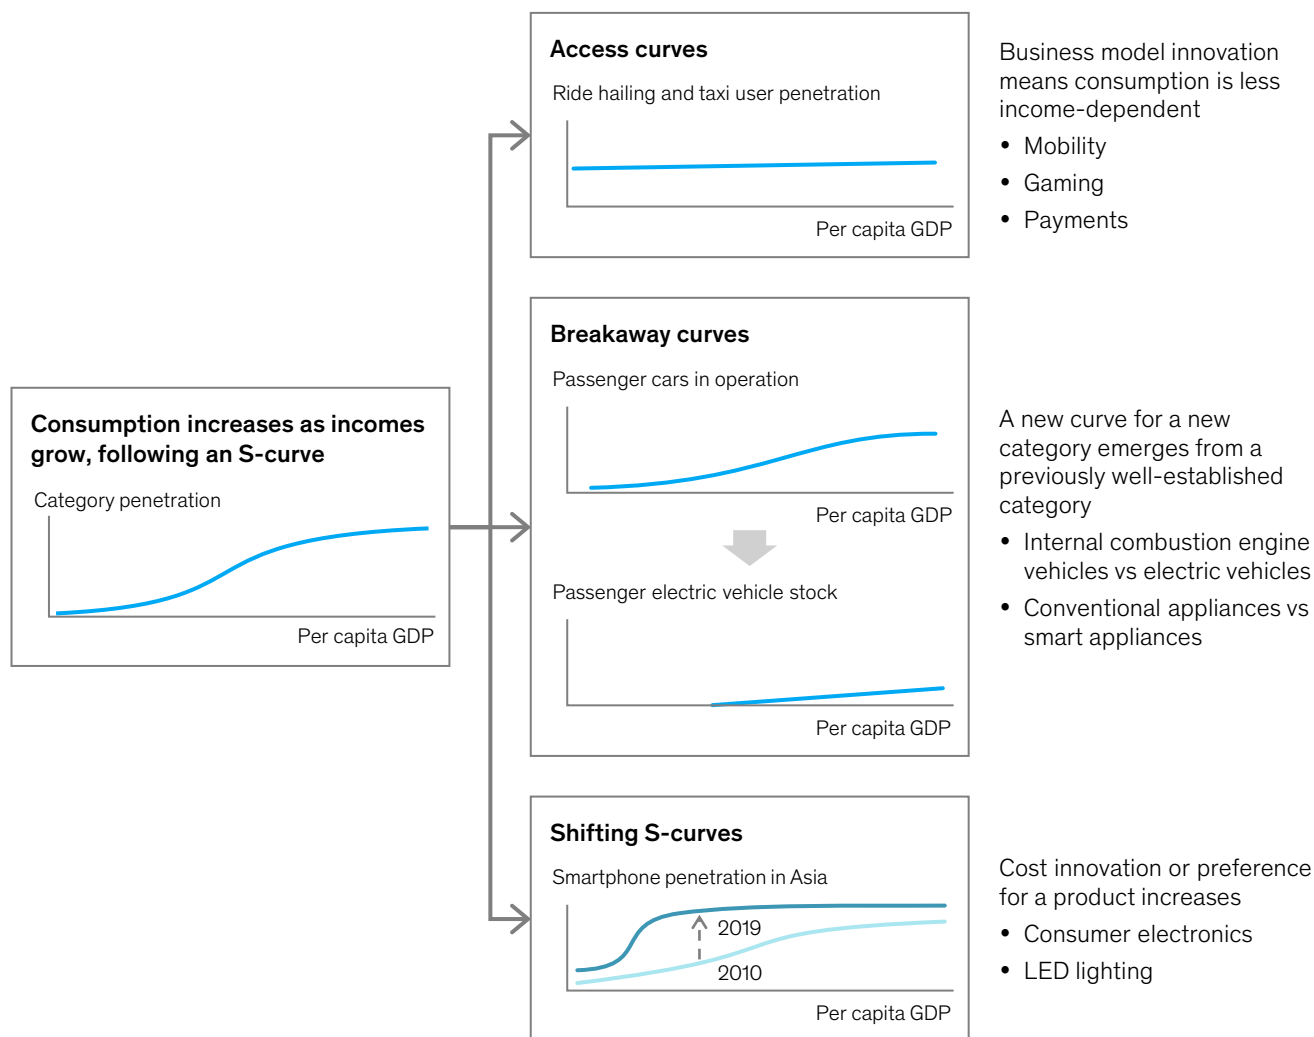 Consumption increases as incomes
grow, following an S-curve
Category penetration
Per capita GDP
Access curves
Ride hailing and taxi user penetration
Per capita GDP
Business model innovation
means consumption is less
income-dependent
• Mobility
• Gaming
• Payments
Breakaway curves
Passenger cars in operation
Per capita GDP
Passenger electric vehicle stock
Per capita GDP
A new curve for a new
category emerges from a
previously well-established
category
• Internal combustion engine
vehicles vs electric vehicles
• Conventional appliances vs
smart appliances
Shifting S-curves
Smartphone penetration in Asia
2019
2010
Per capita GDP
Cost innovation or preference
for a product increases
• Consumer electronics
• LED lighting